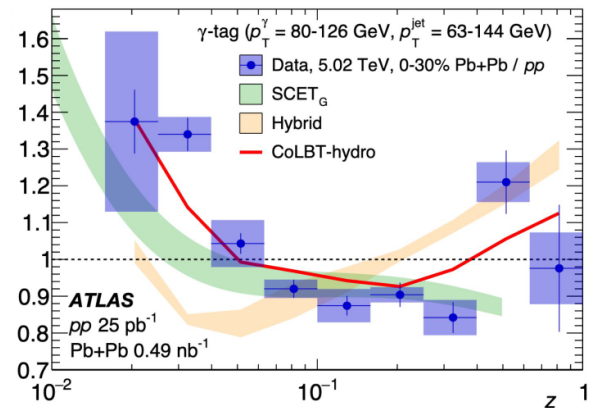 γ-tag (p_T^γ = 80-126 GeV, p_T^jet = 63-144 GeV)
Data, 5.02 TeV, 0-30% Pb+Pb / pp
SCET_G
Hybrid
CoLBT-hydro
1.6
1.5
1.4
1.3
1.2
1.1
1
0.9
0.8
0.7
ATLAS
pp 25 pb⁻¹
Pb+Pb 0.49 nb⁻¹
10⁻² 10⁻¹ 1
z